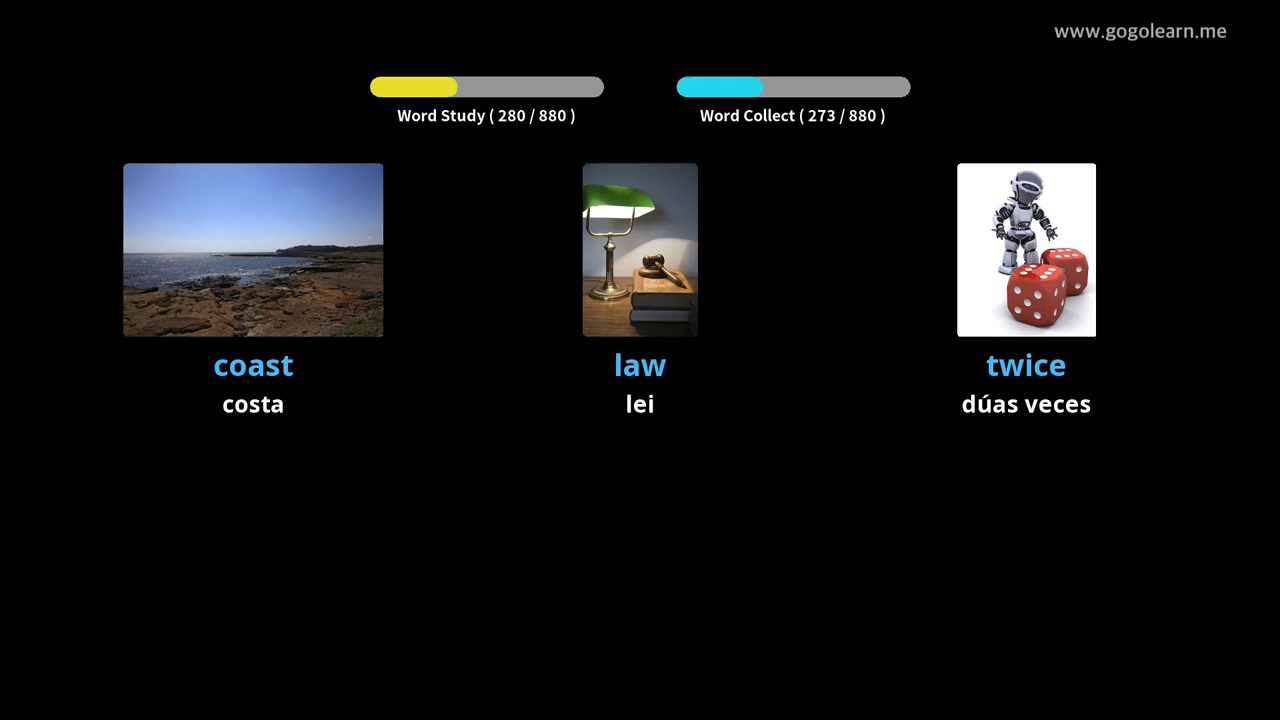 www.gogolearn.me
Word Study ( 280 / 880 )
Word Collect ( 273 / 880 )
coast
law
twice
costa
lei
dúas veces